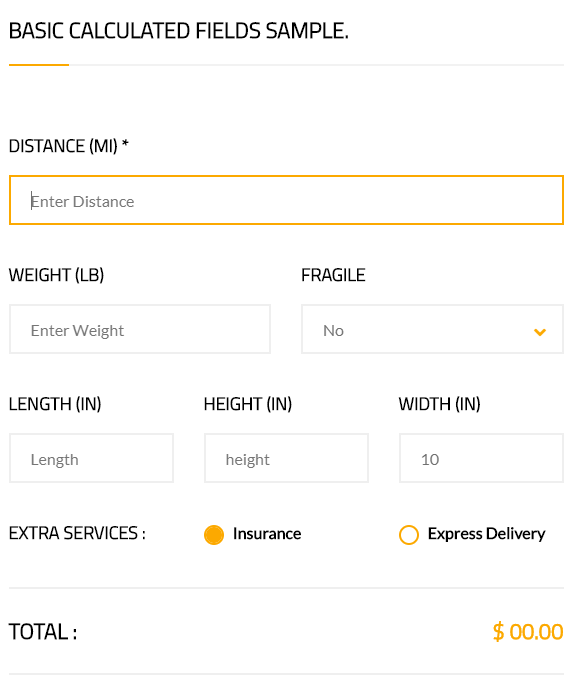 BASIC CALCULATED FIELDS SAMPLE.
DISTANCE (MI) *
Enter Distance
WEIGHT (LB) FRAGILE
Enter Weight No
LENGTH (IN) HEIGHT (IN) WIDTH (IN)
Length height 10
EXTRA SERVICES : Insurance Express Delivery
TOTAL : $ 00.00